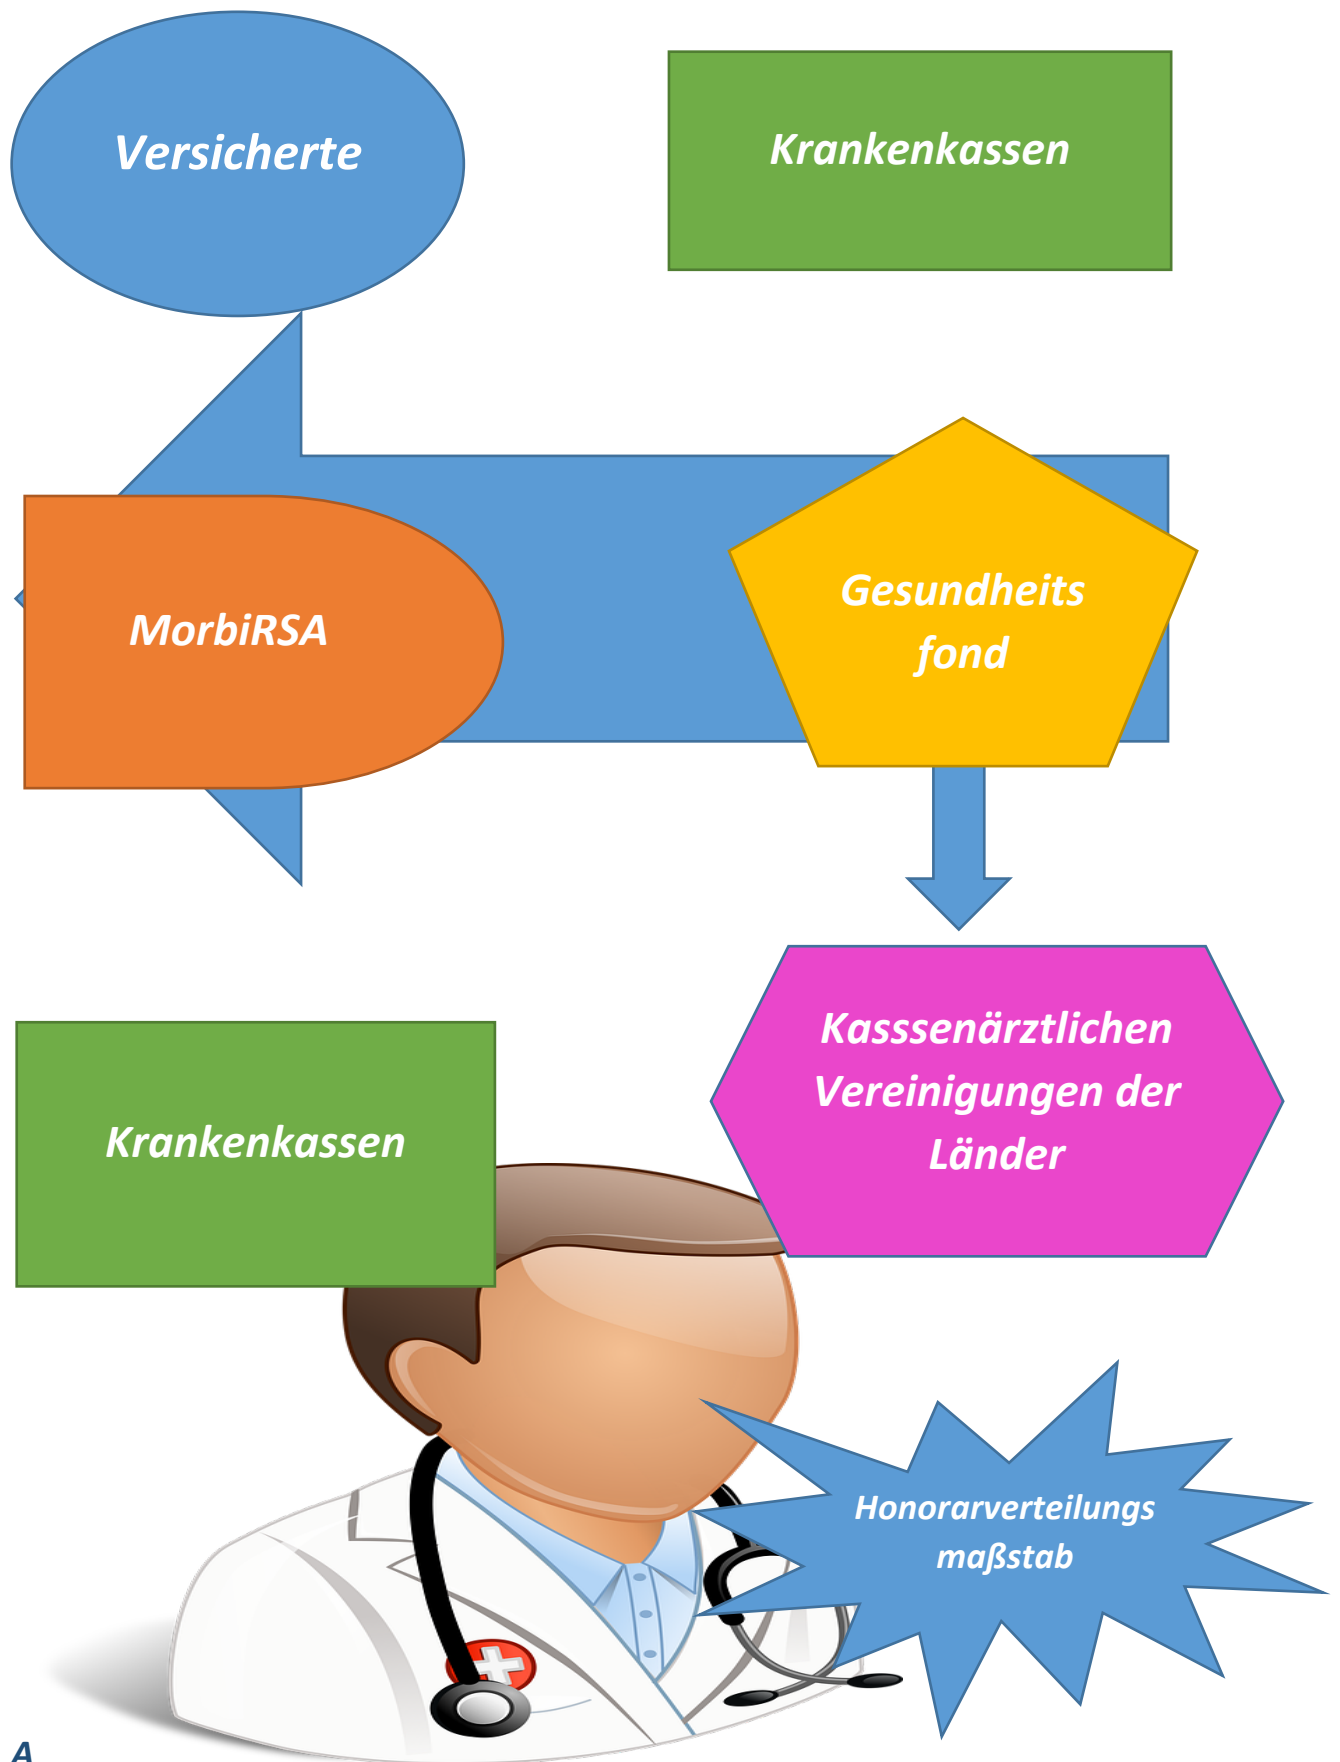 Versicherte
Krankenkassen
MorbiRSA
Gesundheits
fond
Kasssenärztlichen
Vereinigungen der
Länder
Krankenkassen
Honorarverteilungs
maßstab
A